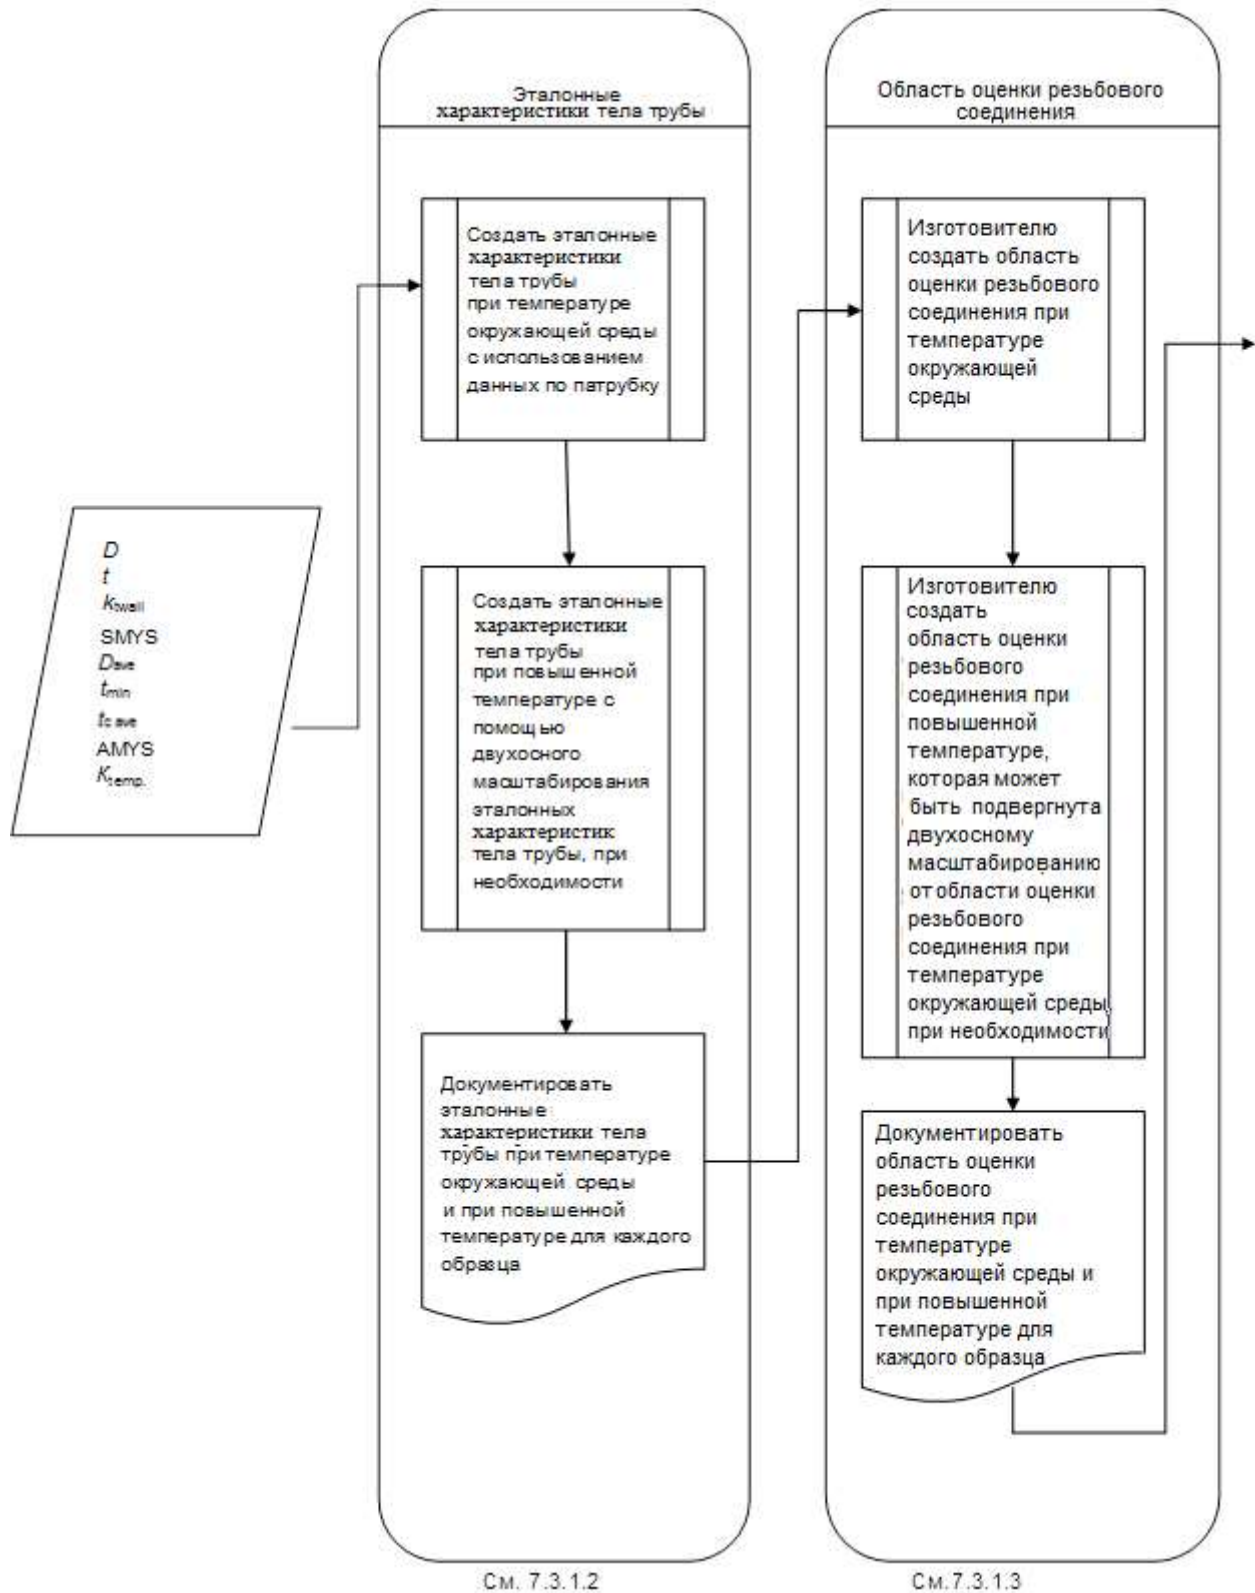 D
t
ktwall
SMYS
Dave
tmin
tc ave
AMYS
Ktemp.
Эталонные
характеристики тела трубы
Создать эталонные
характеристики
тела трубы
при температуре
окружающей среды
с использованием
данных по патрубку
Создать эталонные
характеристики
тела трубы
при повышенной
температуре с
помощью
двухосного
масштабирования
эталонных
характеристик
тела трубы, при
необходимости
Документировать
эталонные
характеристики тела
трубы при температуре
окружающей среды
и при повышенной
температуре для каждого
образца
См. 7.3.1.2
Область оценки резьбового
соединения
Изготовителю
создать область
оценки резьбового
соединения при
температуре
окружающей
среды
Изготовителю
создать
область оценки
резьбового
соединения при
повышенной
температуре,
которая может
быть подвергнута
двухосному
масштабированию
от области оценки
резьбового
соединения при
температуре
окружающей среды,
при необходимости
Документировать
область оценки
резьбового
соединения при
температуре
окружающей среды и
при повышенной
температуре для
каждого образца
См.7.3.1.3